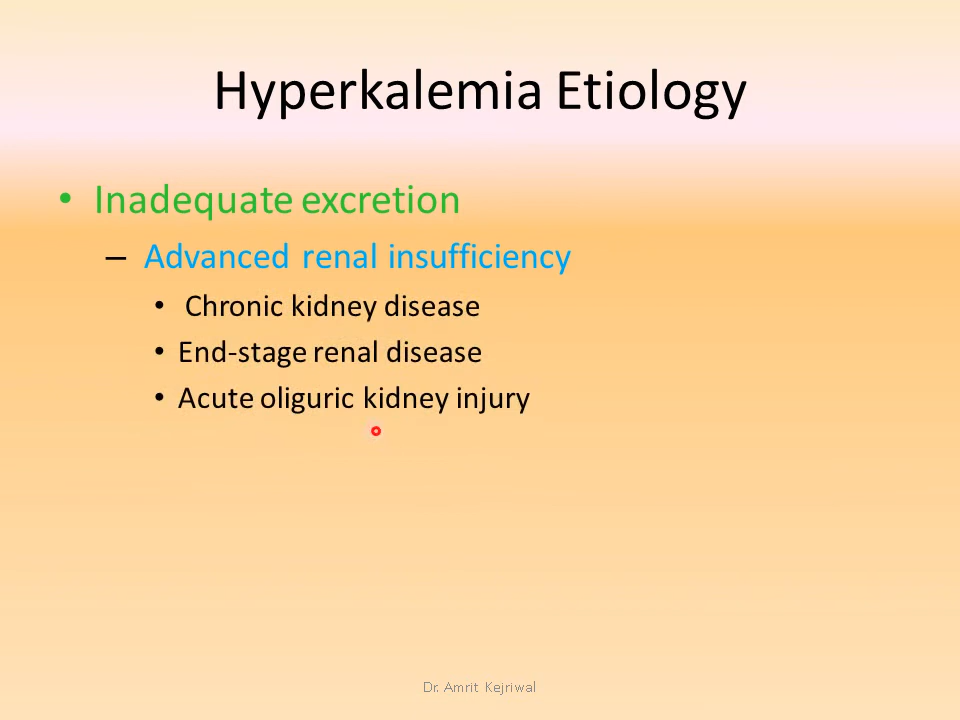 Hyperkalemia Etiology
• Inadequate excretion
– Advanced renal insufficiency
• Chronic kidney disease
• End-stage renal disease
• Acute oliguric kidney injury
Dr. Amrit Kejriwal